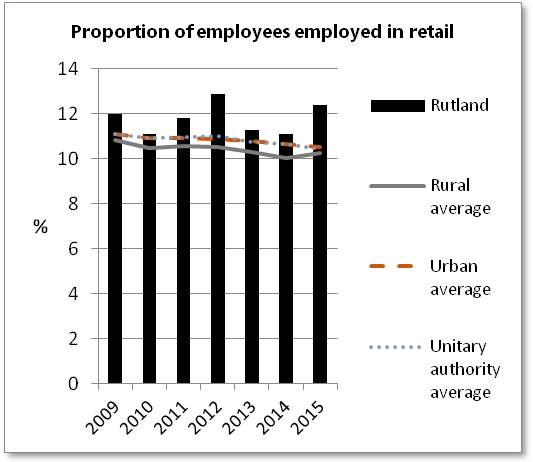 Proportion of employees employed in retail
14
12
10
8
6
4
2
0
%
2009
2010
2011
2012
2013
2014
2015
Rutland
Rural
average
Urban
average
Unitary
authority
average